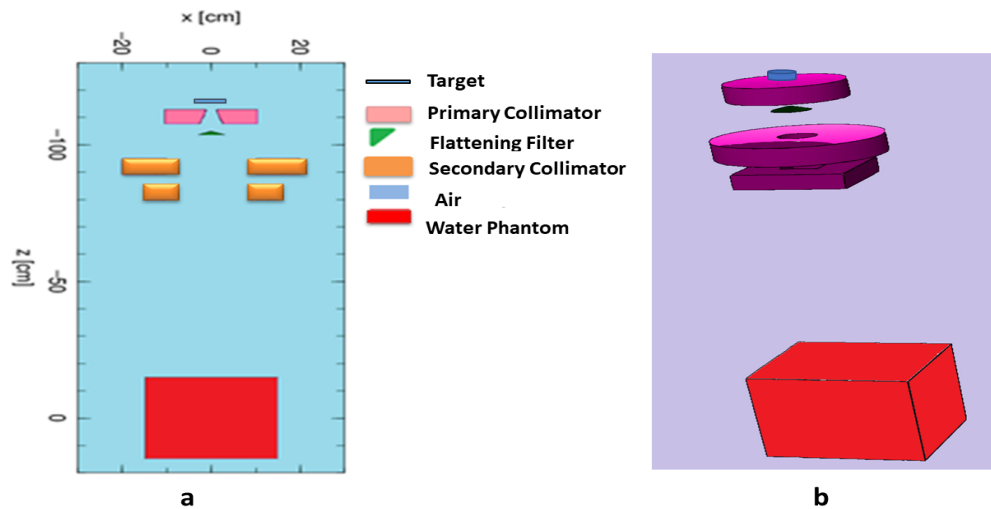 x [cm]
-20 0 20
Target
Primary Collimator
Flattening Filter
Secondary Collimator
Air
Water Phantom
-100
-50
0
z [cm]
a
b